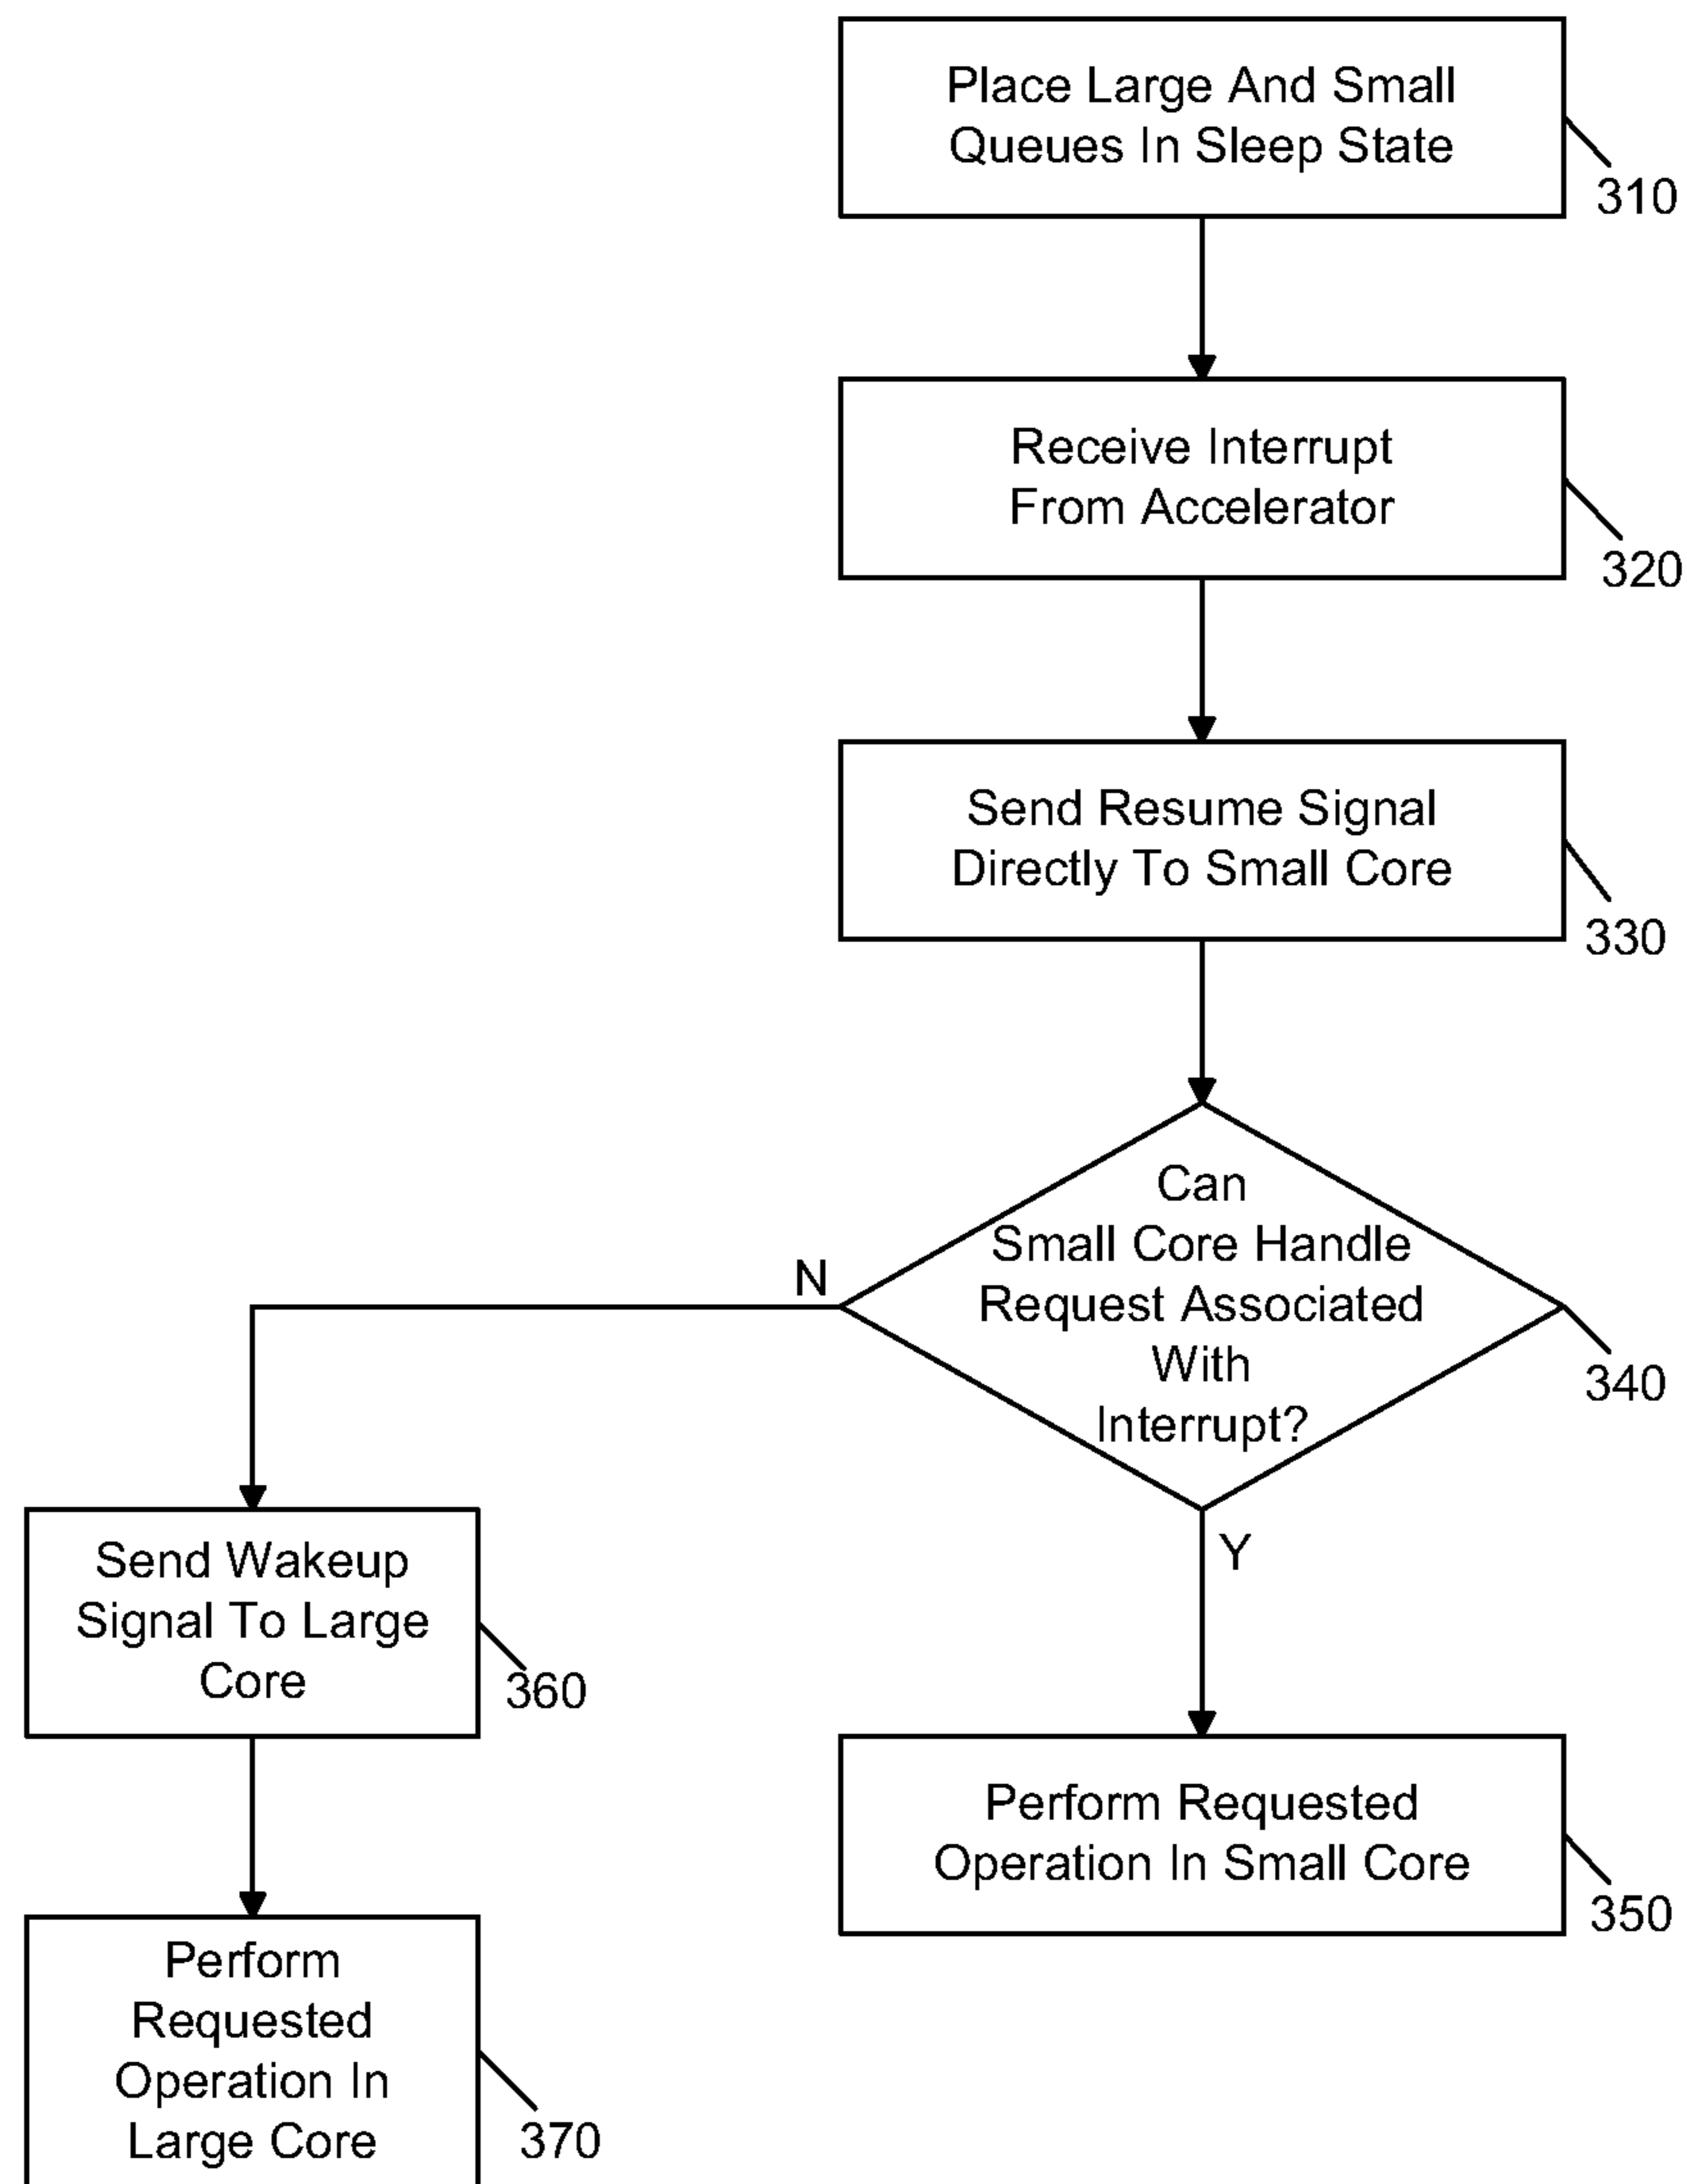 Place Large And Small
Queues In Sleep State
310
Receive Interrupt
From Accelerator
320
Send Resume Signal
Directly To Small Core
330
Can
Small Core Handle
Request Associated
With
Interrupt?
340
N
Y
Send Wakeup
Signal To Large
Core
360
Perform Requested
Operation In Small Core
350
Perform
Requested
Operation In
Large Core
370